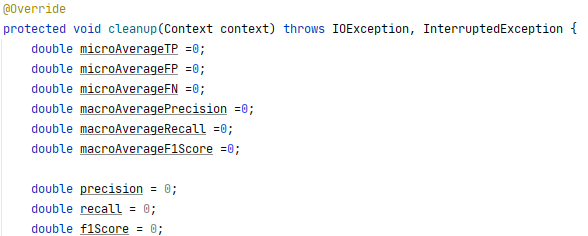 @Override
protected void cleanup(Context context) throws IOException, InterruptedException {
    double microAverageTP =0;
    double microAverageFP =0;
    double microAverageFN =0;
    double macroAveragePrecision =0;
    double macroAverageRecall =0;
    double macroAverageF1Score =0;

    double precision = 0;
    double recall = 0;
    double f1Score = 0;